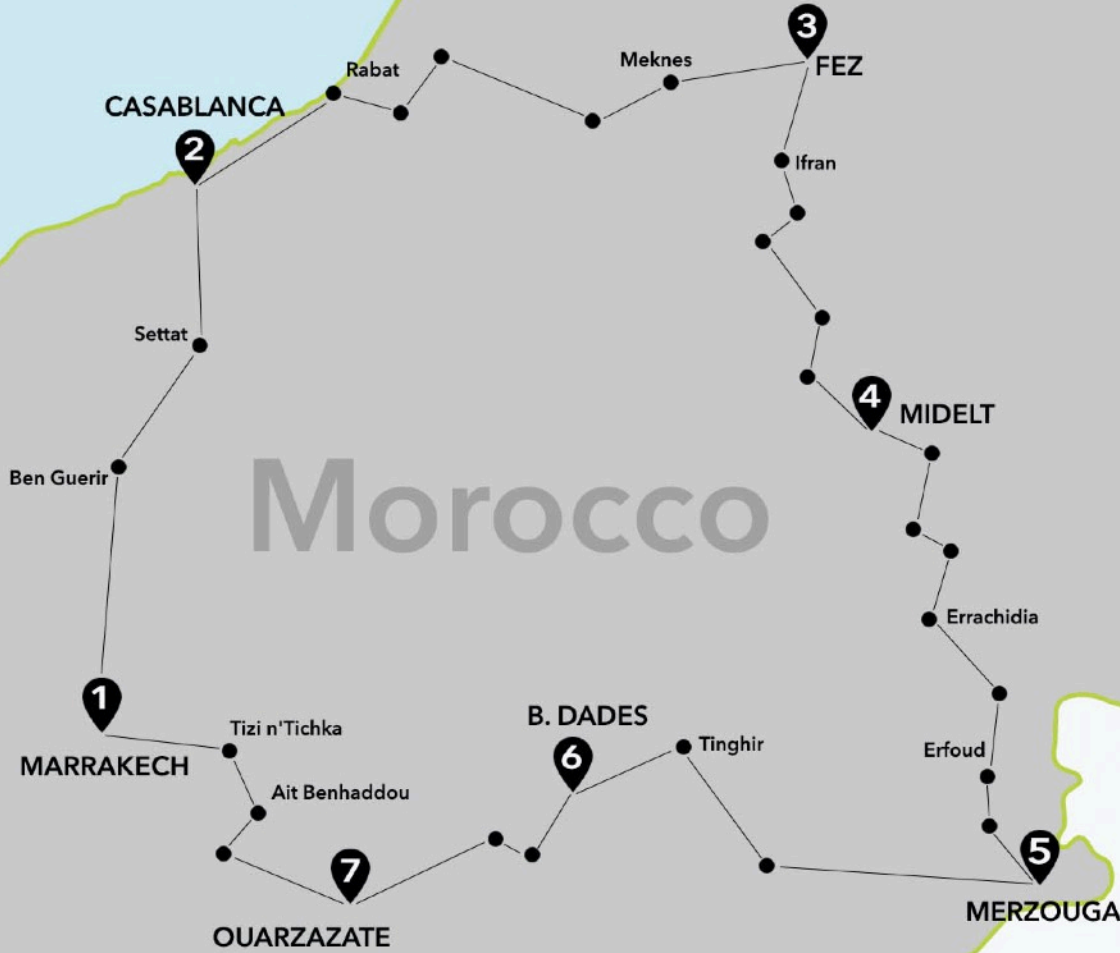 3
Meknes
FEZ
Rabat
CASABLANCA
2
Ifran
Settat
4
MIDELT
Ben Guerir
Morocco
Errachidia
1
MARRAKECH
Tizi n'Tichka
B. DADES
6
Tinghir
Erfoud
Ait Benhaddou
5
MERZOUGA
7
OUARZAZATE